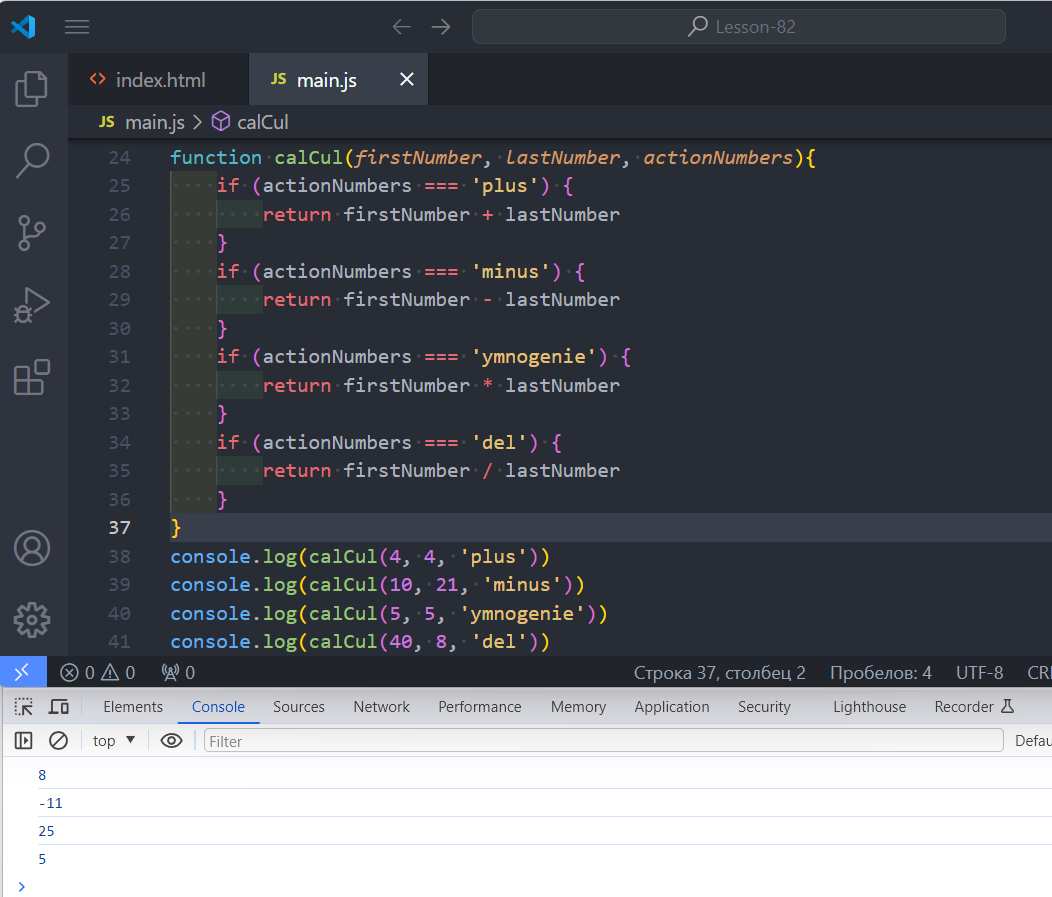 Lesson-82
index.html
JS main.js ×
JS main.js > calCul
24 function calCul(firstNumber, lastNumber, actionNumbers){
25 if (actionNumbers === 'plus') {
26 return firstNumber + lastNumber
27 }
28 if (actionNumbers === 'minus') {
29 return firstNumber - lastNumber
30 }
31 if (actionNumbers === 'ymnogenie') {
32 return firstNumber * lastNumber
33 }
34 if (actionNumbers === 'del') {
35 return firstNumber / lastNumber
36 }
37 }
38 console.log(calCul(4, 4, 'plus'))
39 console.log(calCul(10, 21, 'minus'))
40 console.log(calCul(5, 5, 'ymnogenie'))
41 console.log(calCul(40, 8, 'del'))
0 0 0 Строка 37, столбец 2 Пробелов: 4 UTF-8 CRI
Elements Console Sources Network Performance Memory Application Security Lighthouse Recorder
top Filter Defau
8
-11
25
5
>